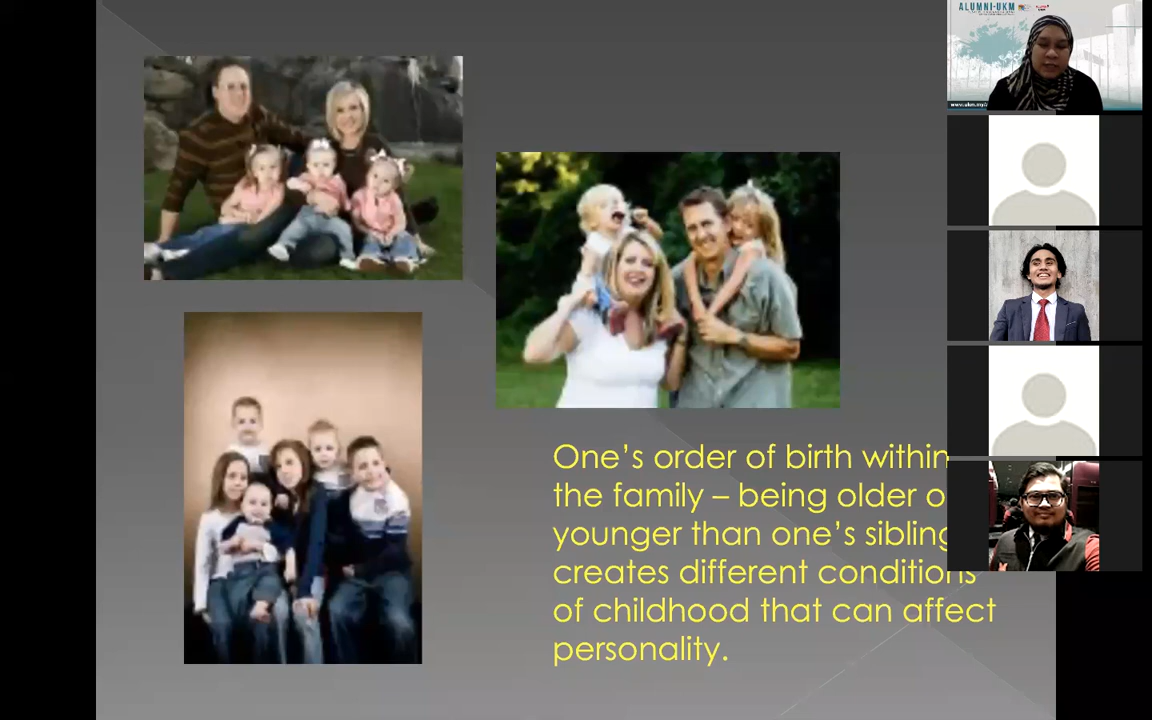 ALUMNI-UKM
One's order of birth within
the family – being older o
younger than one's sibling
creates different conditions
of childhood that can affect
personality.